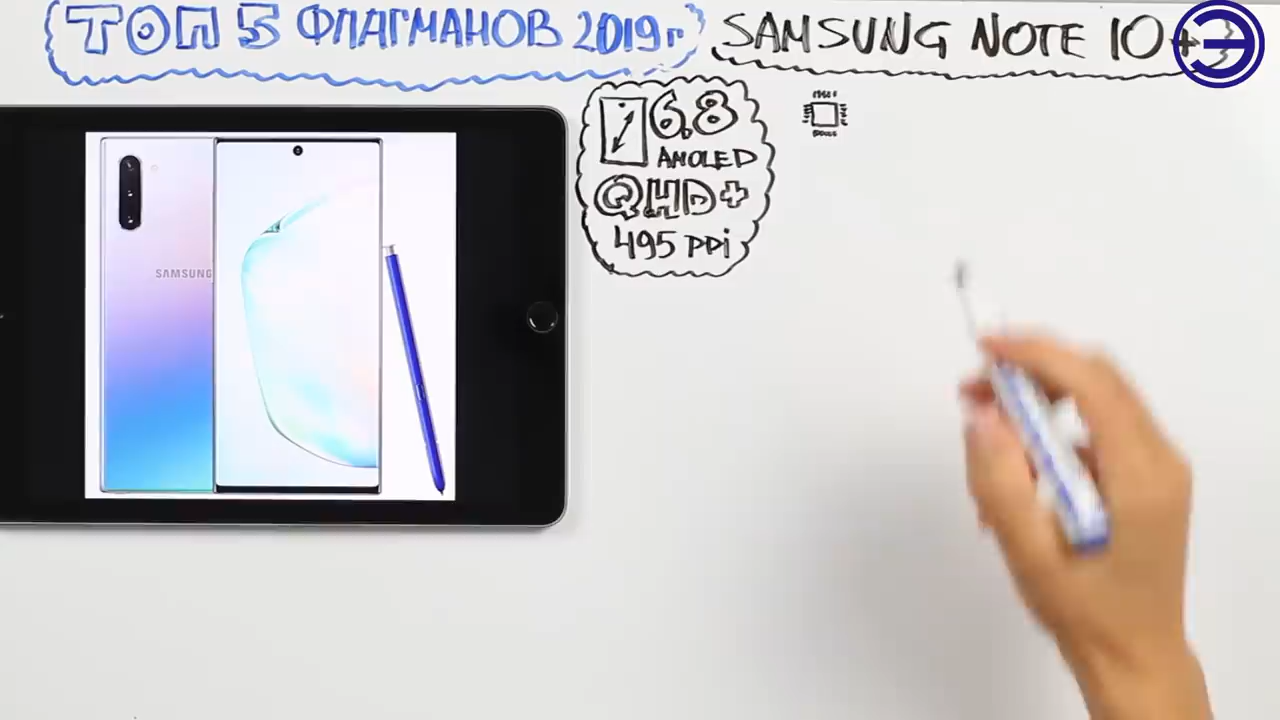 ТОП 5 ФЛАГМАНОВ 2019г.
SAMSUNG NOTE 10+
Э
6,8
AMOLED
QHD+
495 PPi
SAMSUNG